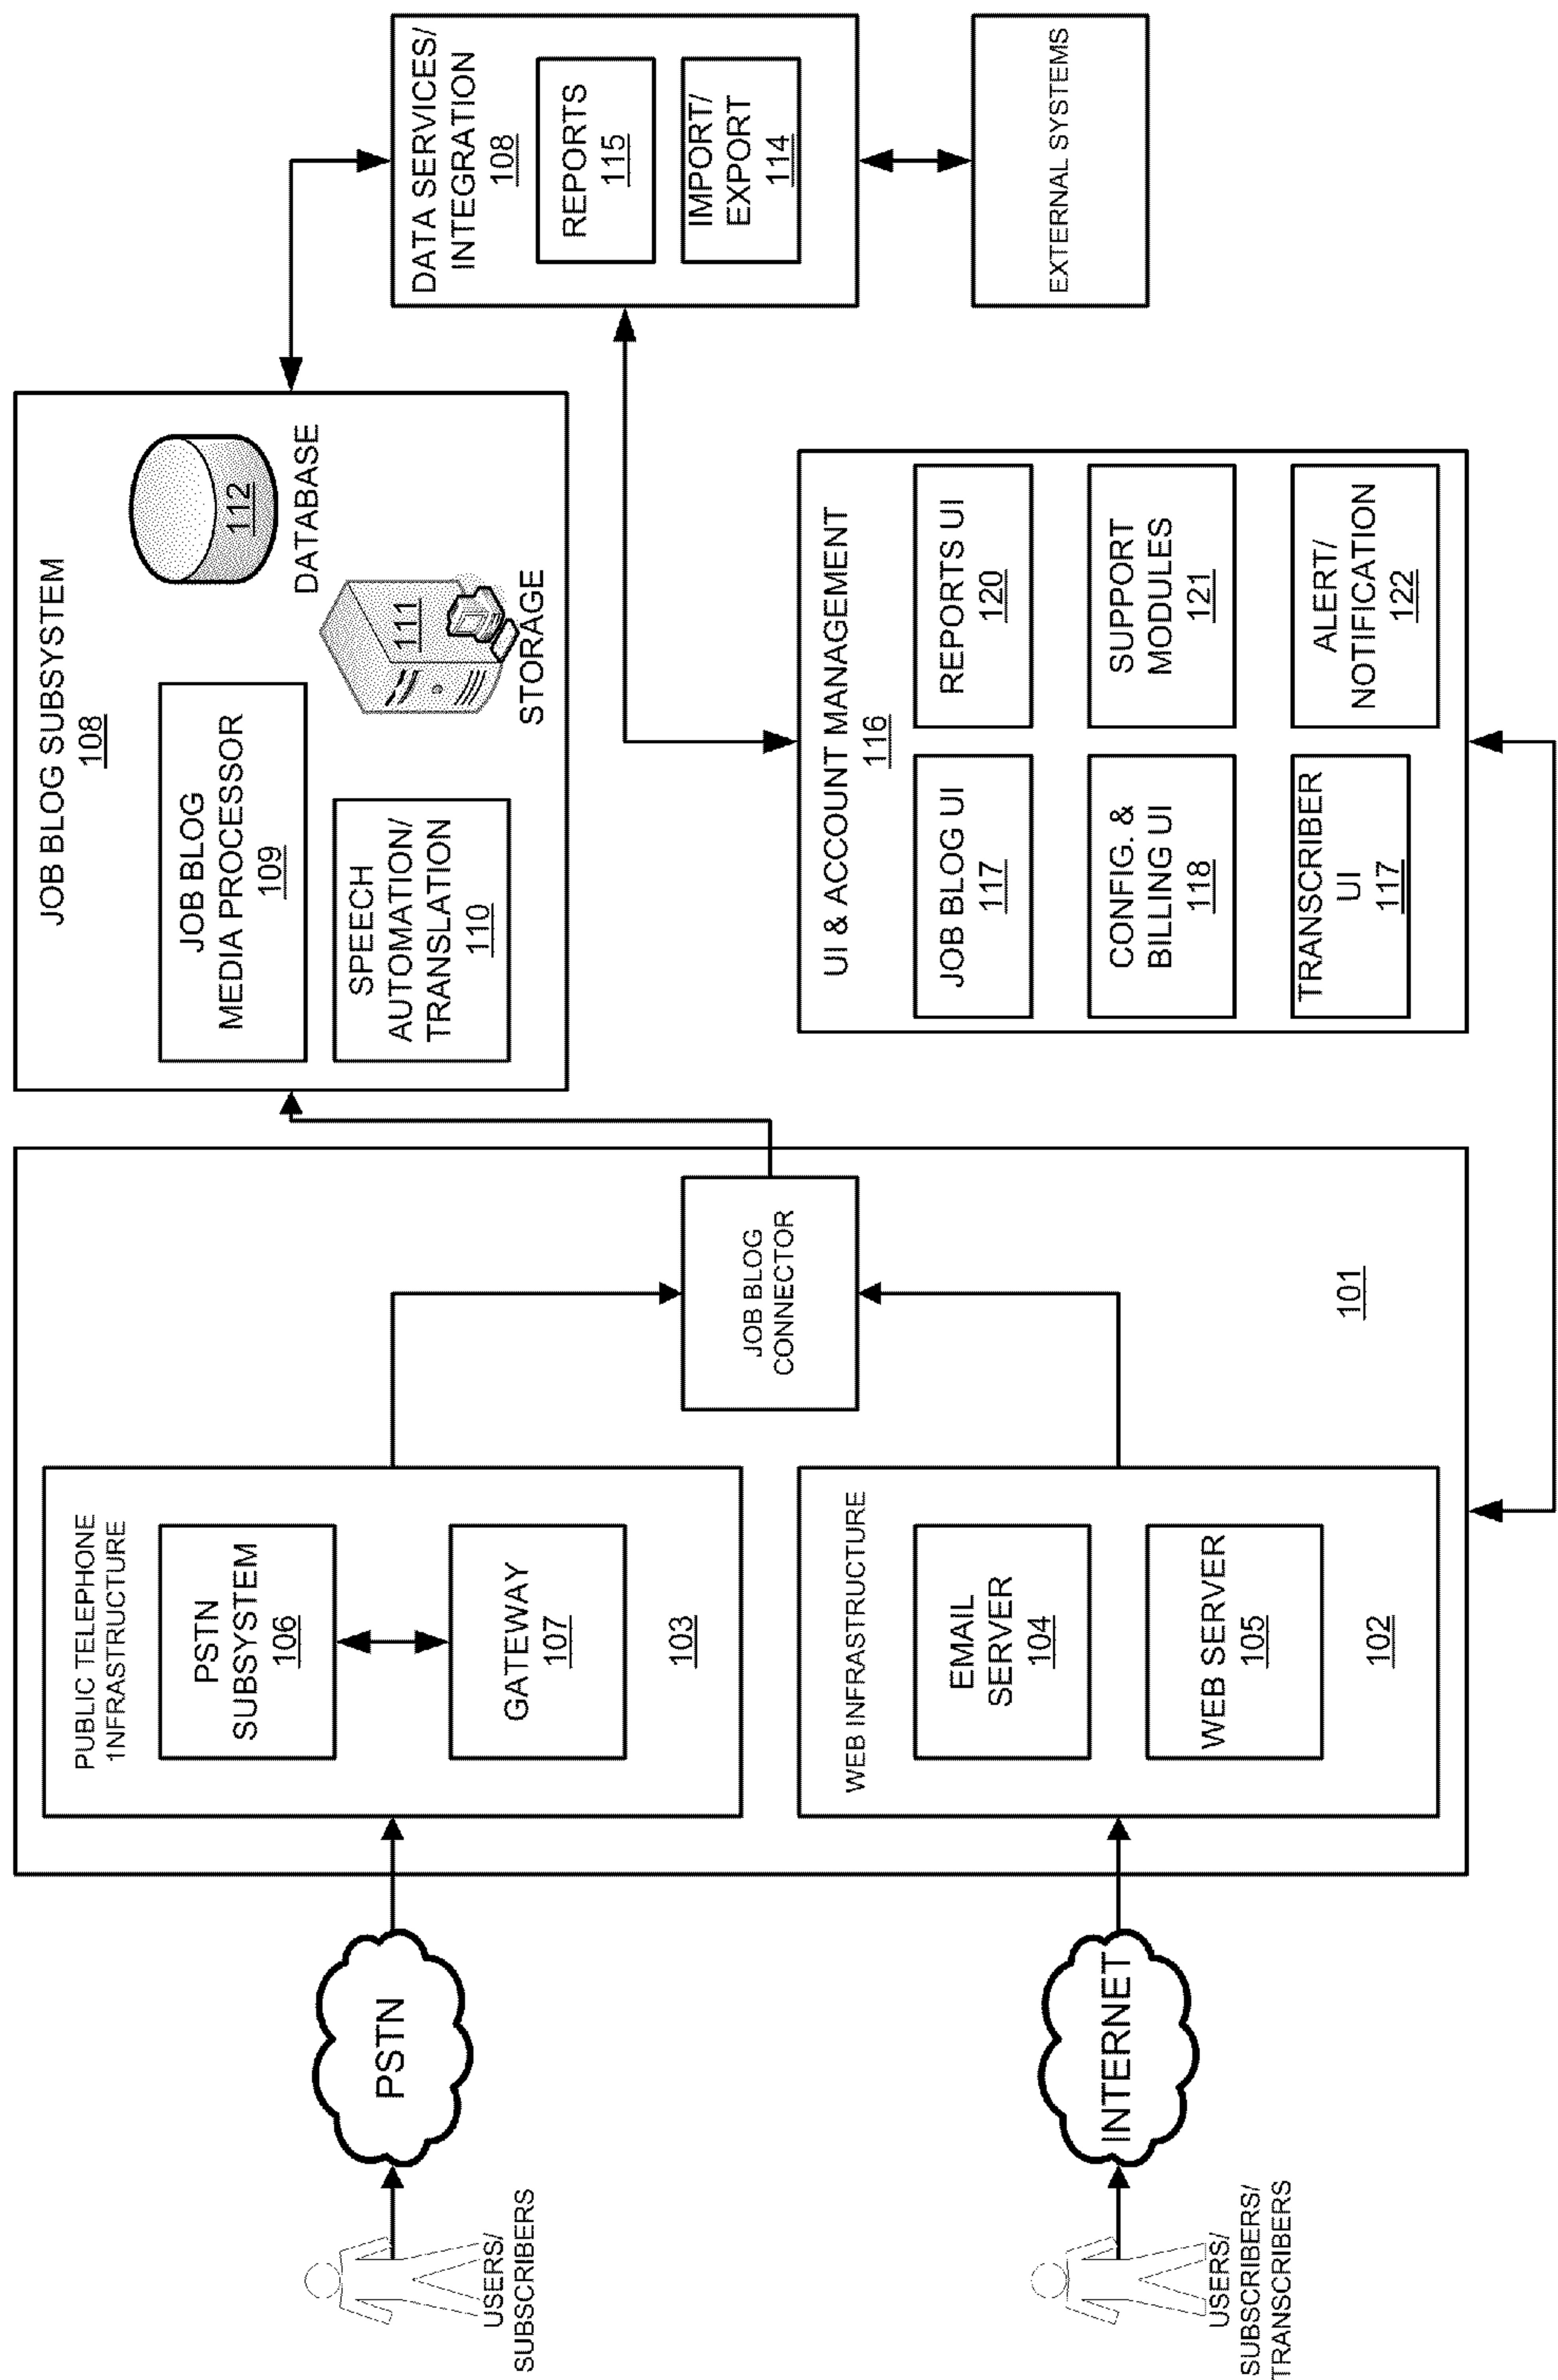 USERS/
SUBSCRIBERS
PSTN
PUBLIC TELEPHONE
1NFRASTRUCTURE
PSTN
SUBSYSTEM
106
GATEWAY
107
103
USERS/
SUBSCRIBERS/
TRANSCRIBERS
INTERNET
WEB INFRASTRUCTURE
EMAIL
SERVER
104
WEB SERVER
105
102
JOB BLOG
CONNECTOR
101
JOB BLOG SUBSYSTEM
108
JOB BLOG
MEDIA PROCESSOR
109
SPEECH
AUTOMATION/
TRANSLATION
110
112
DATABASE
111
STORAGE
UI & ACCOUNT MANAGEMENT
116
JOB BLOG UI
117
REPORTS UI
120
CONFIG. &
BILLING UI
118
SUPPORT
MODULES
121
TRANSCRIBER
UI
117
ALERT/
NOTIFICATION
122
DATA SERVICES/
INTEGRATION
108
REPORTS
115
IMPORT/
EXPORT
114
EXTERNAL SYSTEMS